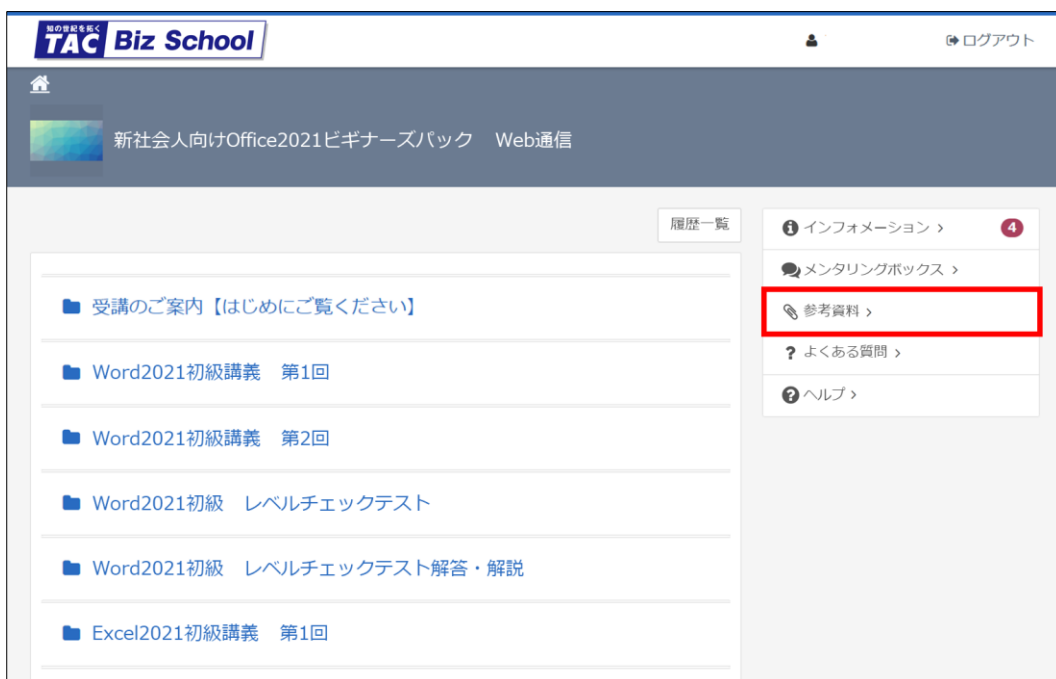 知の世紀を拓く
TAC Biz School
ログアウト
新社会人向けOffice2021ビギナーズパック　Web通信
履歴一覧
受講のご案内【はじめにご覧ください】
Word2021初級講義　第1回
Word2021初級講義　第2回
Word2021初級　レベルチェックテスト
Word2021初級　レベルチェックテスト解答・解説
Excel2021初級講義　第1回
インフォメーション > 4
メンタリングボックス >
参考資料 >
? よくある質問 >
ヘルプ >